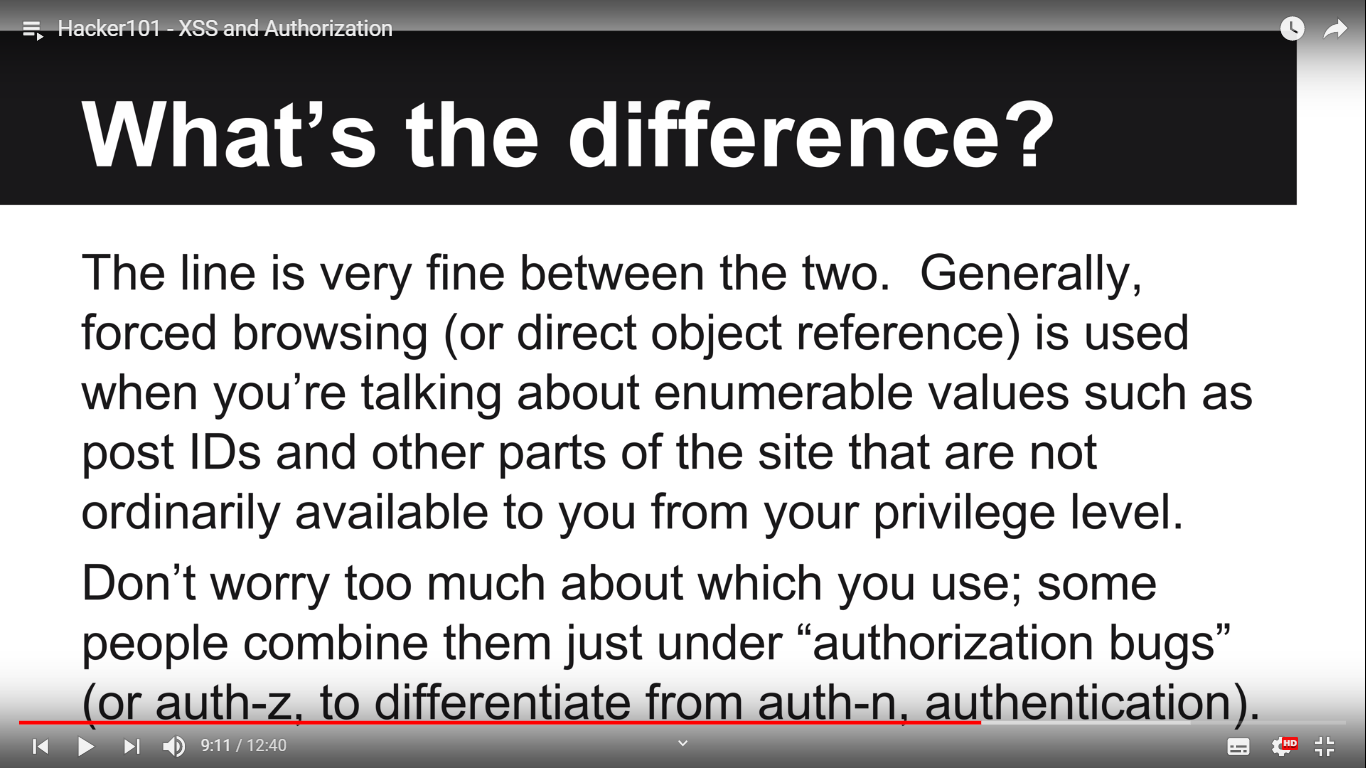 Hacker101 - XSS and Authorization
What’s the difference?
The line is very fine between the two.  Generally,
forced browsing (or direct object reference) is used
when you’re talking about enumerable values such as
post IDs and other parts of the site that are not
ordinarily available to you from your privilege level.
Don’t worry too much about which you use; some
people combine them just under “authorization bugs”
(or auth-z, to differentiate from auth-n, authentication).
9:11 / 12:40
HD